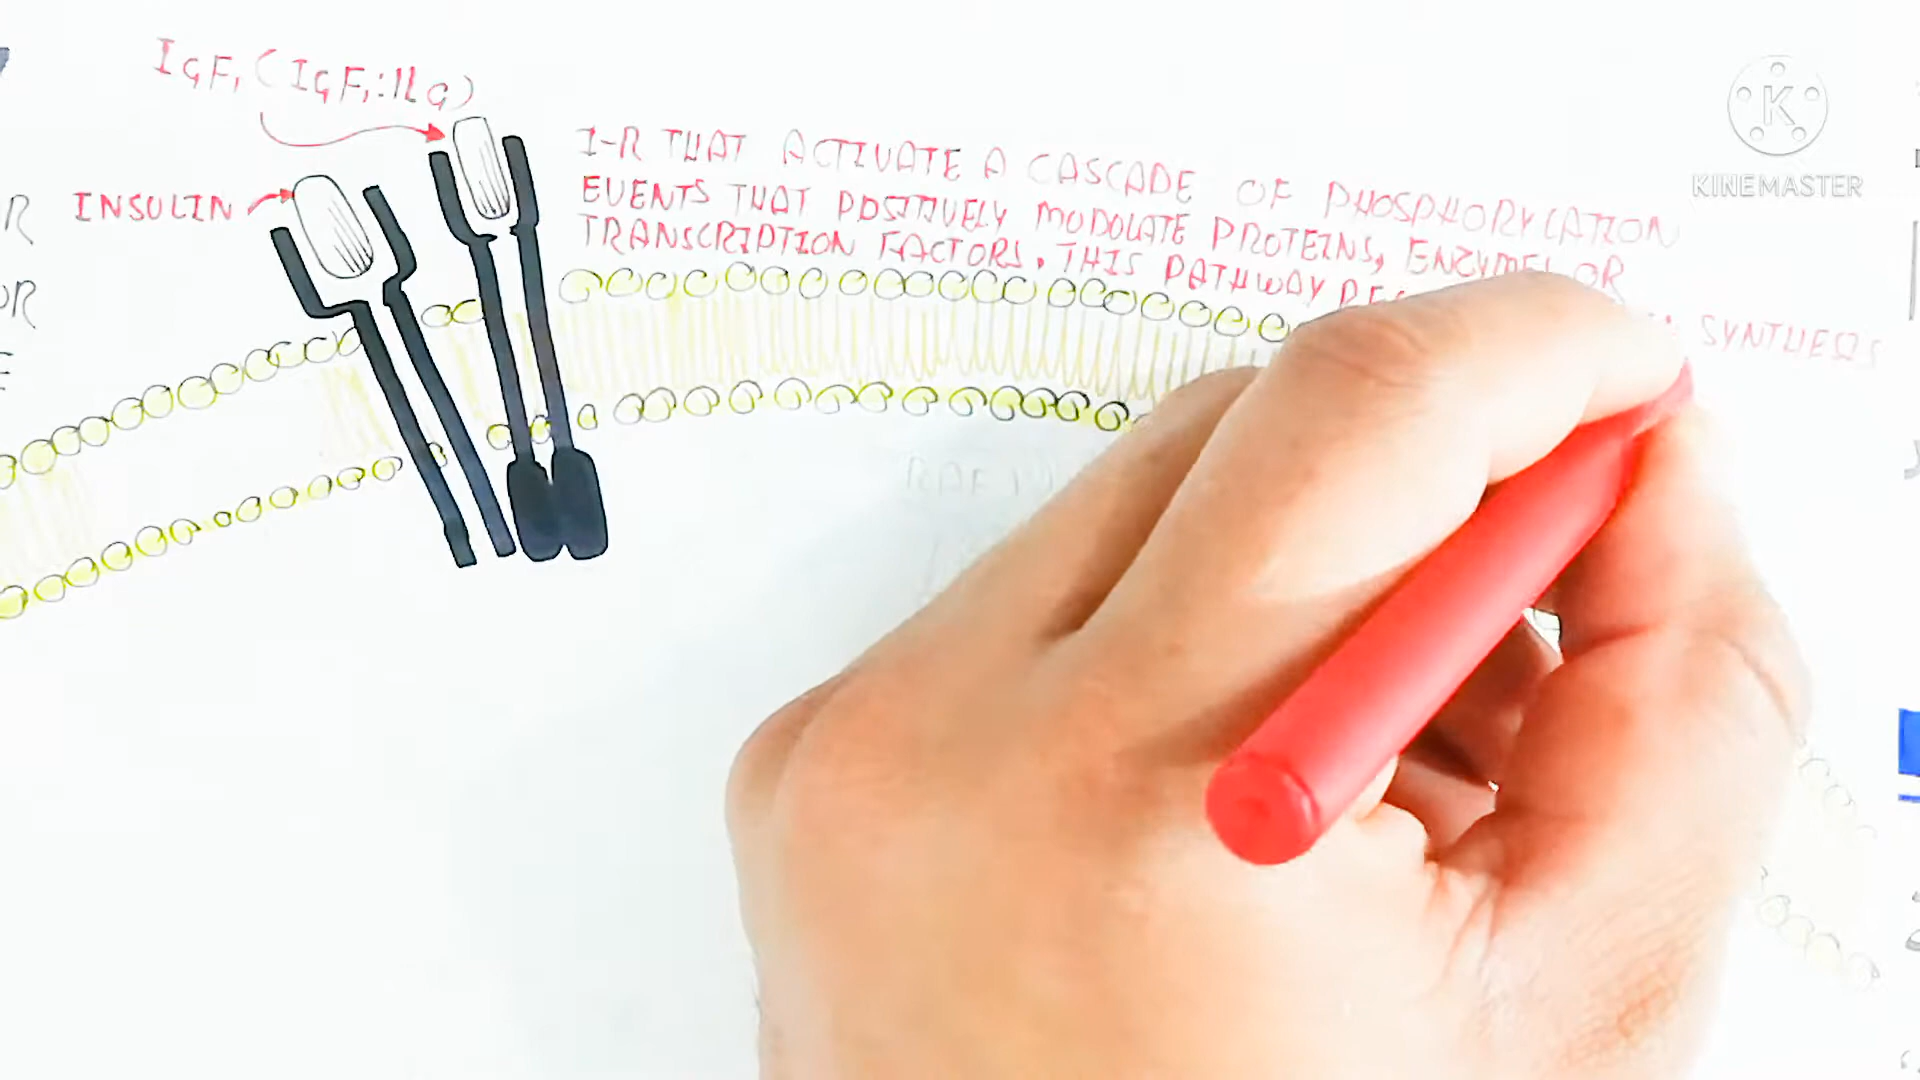 IGF1 (IGF1:1Lg)
INSULIN
I-R THAT ACTIVATE A CASCADE OF PHOSPHORYLATION
EVENTS THAT POSITIVELY MODULATE PROTEINS, ENZYMES OR
TRANSCRIPTION FACTORS. THIS PATHWAY
SYNTHESIS
KINEMASTER